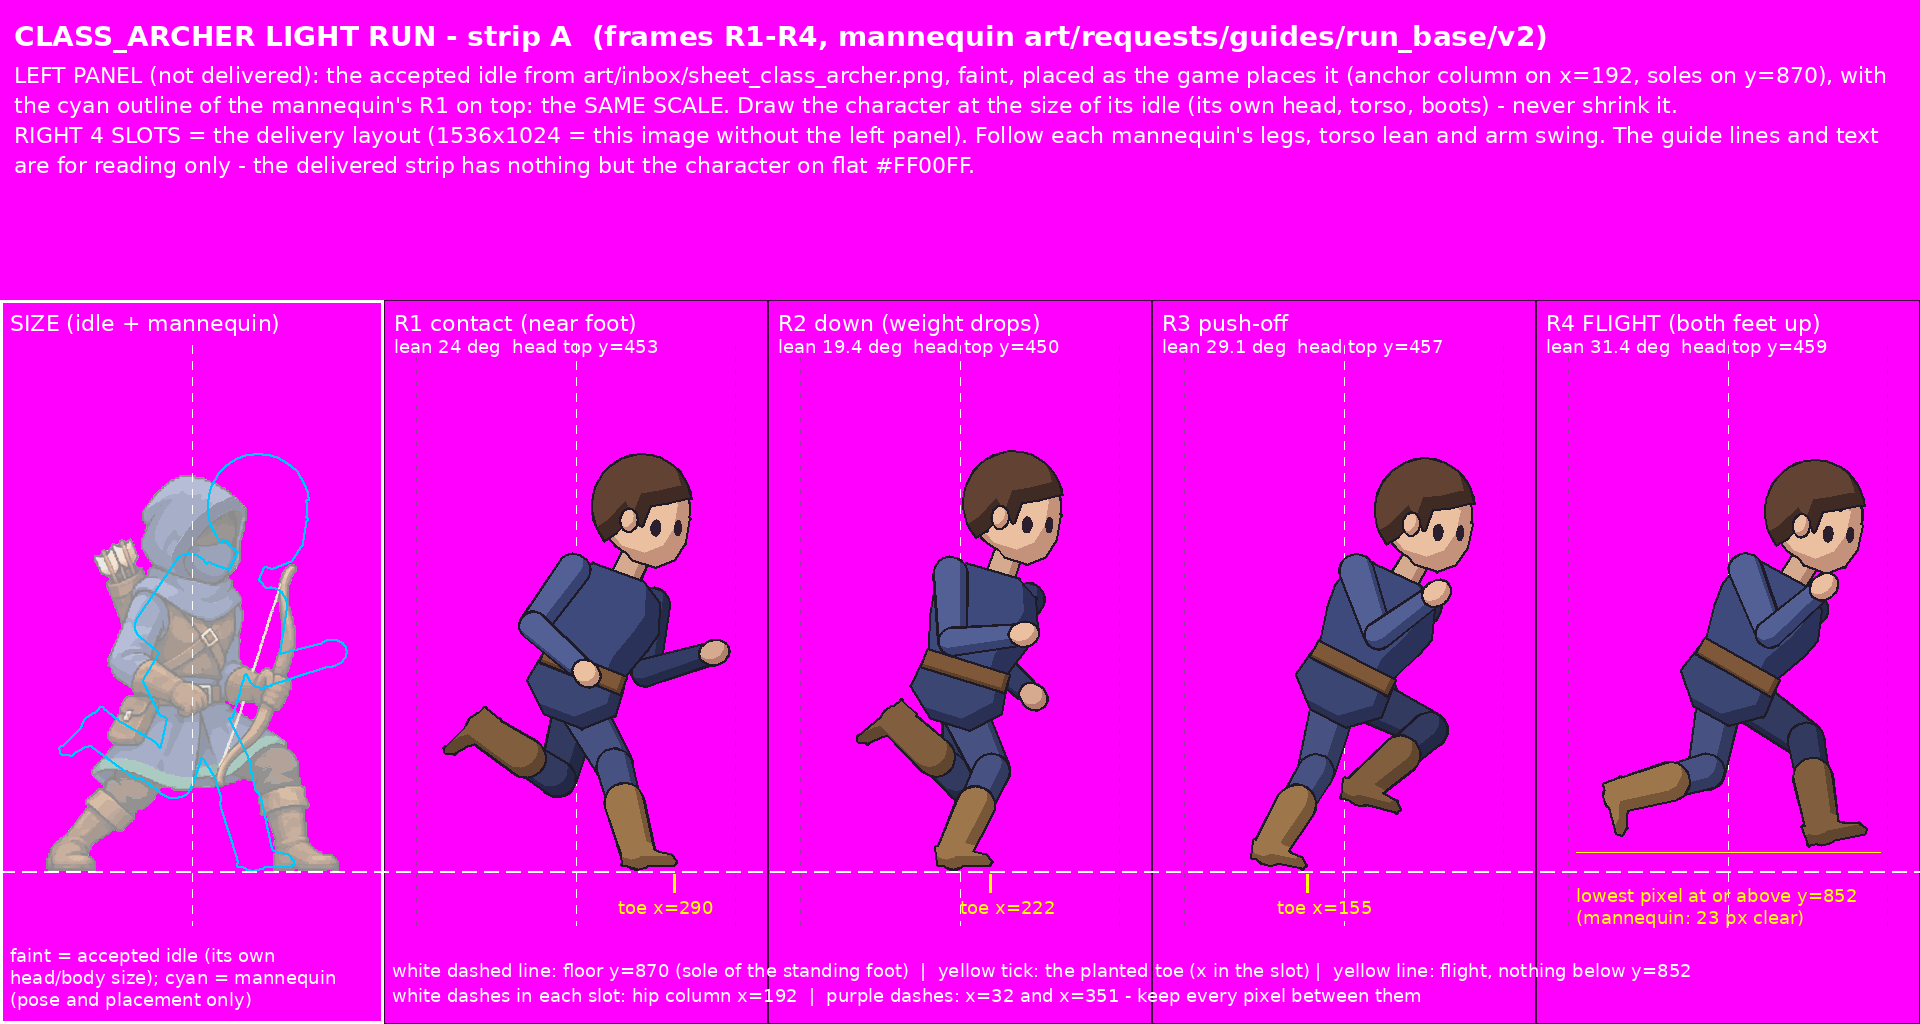 CLASS_ARCHER LIGHT RUN - strip A  (frames R1-R4, mannequin art/requests/guides/run_base/v2)
LEFT PANEL (not delivered): the accepted idle from art/inbox/sheet_class_archer.png, faint, placed as the game places it (anchor column on x=192, soles on y=870), with
the cyan outline of the mannequin's R1 on top: the SAME SCALE. Draw the character at the size of its idle (its own head, torso, boots) - never shrink it.
RIGHT 4 SLOTS = the delivery layout (1536x1024 = this image without the left panel). Follow each mannequin's legs, torso lean and arm swing. The guide lines and text
are for reading only - the delivered strip has nothing but the character on flat #FF00FF.
SIZE (idle + mannequin)
R1 contact (near foot)
lean 24 deg  head top y=453
R2 down (weight drops)
lean 19.4 deg  head top y=450
R3 push-off
lean 29.1 deg  head top y=457
R4 FLIGHT (both feet up)
lean 31.4 deg  head top y=459
toe x=290
toe x=222
toe x=155
lowest pixel at or above y=852
(mannequin: 23 px clear)
faint = accepted idle (its own
head/body size); cyan = mannequin
(pose and placement only)
white dashed line: floor y=870 (sole of the standing foot)  |  yellow tick: the planted toe (x in the slot) |  yellow line: flight, nothing below y=852
white dashes in each slot: hip column x=192  |  purple dashes: x=32 and x=351 - keep every pixel between them